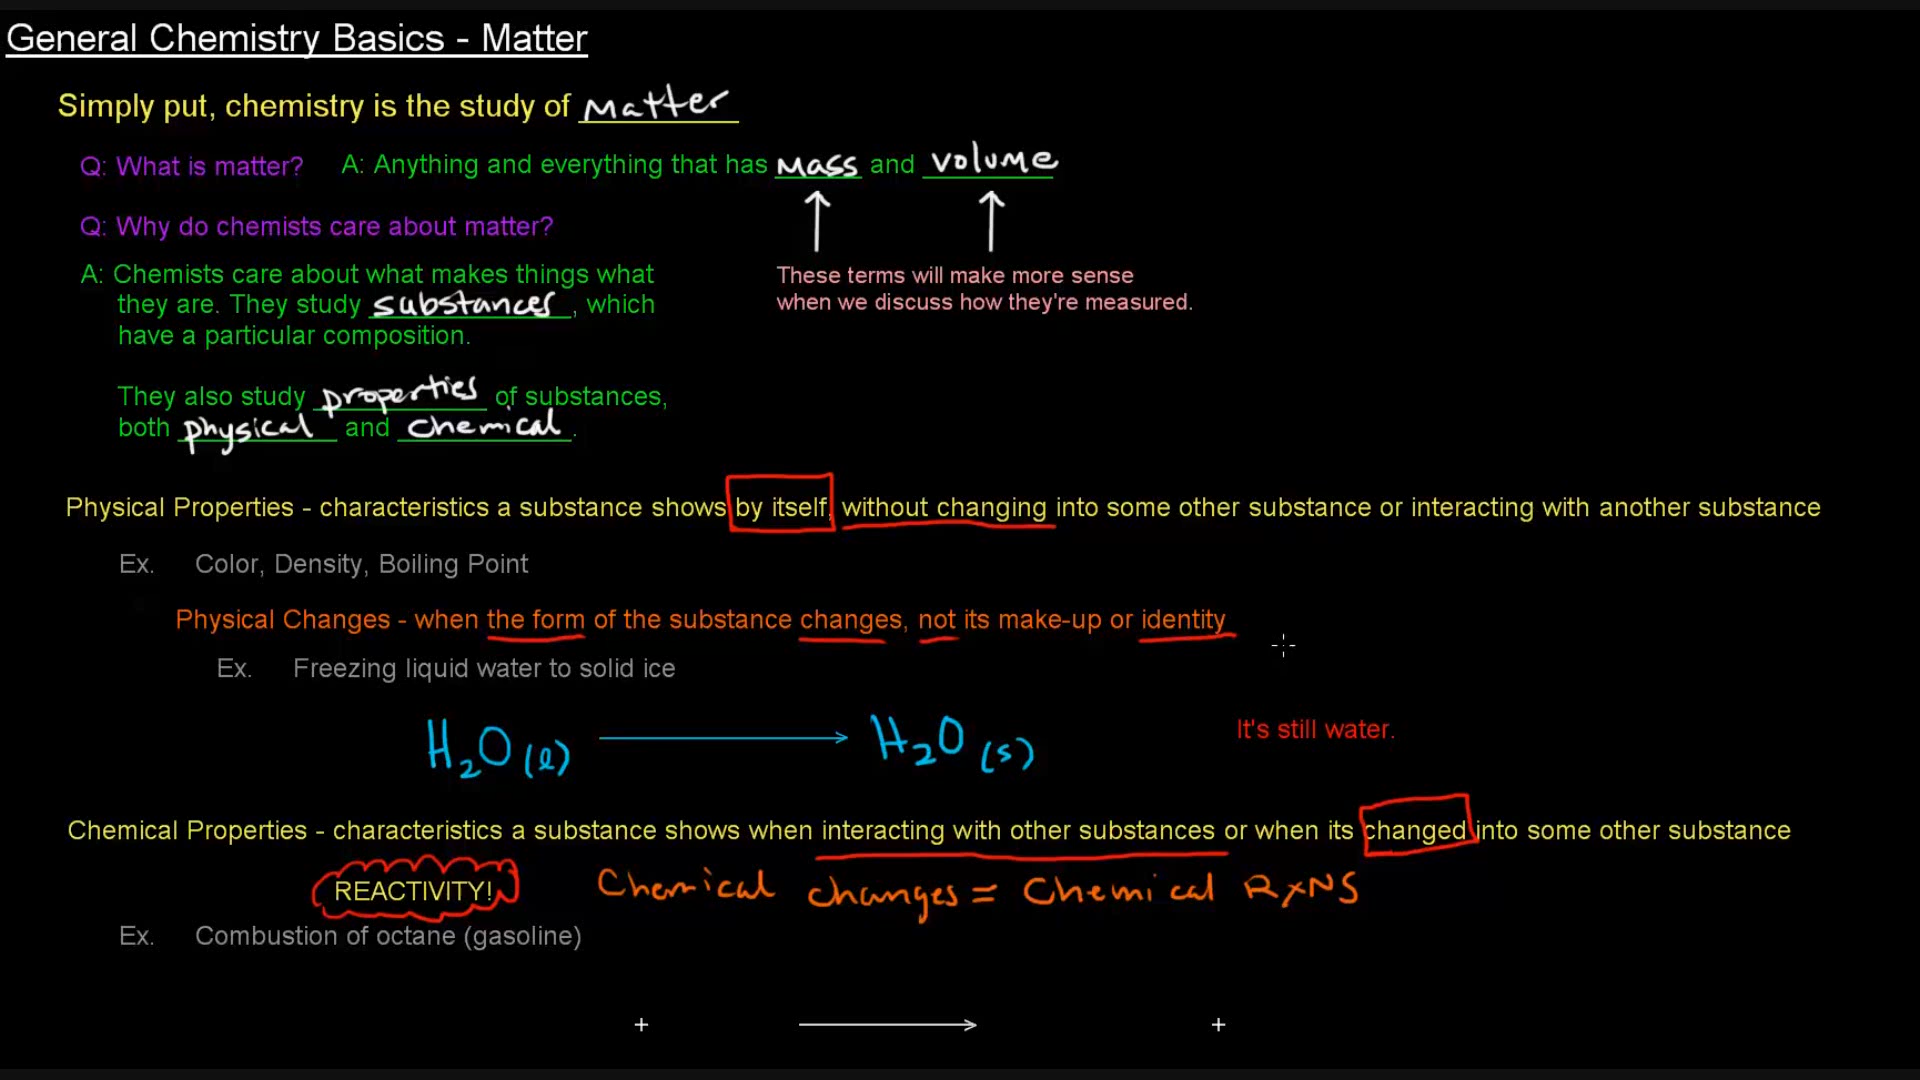 General Chemistry Basics - Matter
Simply put, chemistry is the study of Matter
Q: What is matter? A: Anything and everything that has Mass and volume
Q: Why do chemists care about matter?
A: Chemists care about what makes things what
they are. They study substances, which
have a particular composition.
These terms will make more sense
when we discuss how they're measured.
They also study properties of substances,
both physical and chemical.
Physical Properties - characteristics a substance shows by itself, without changing into some other substance or interacting with another substance
Ex. Color, Density, Boiling Point
Physical Changes - when the form of the substance changes, not its make-up or identity
Ex. Freezing liquid water to solid ice
H₂O (l) → H₂O (s) It's still water.
Chemical Properties - characteristics a substance shows when interacting with other substances or when its changed into some other substance
REACTIVITY! Chemical changes = Chemical RxNS
Ex. Combustion of octane (gasoline)
+ → +